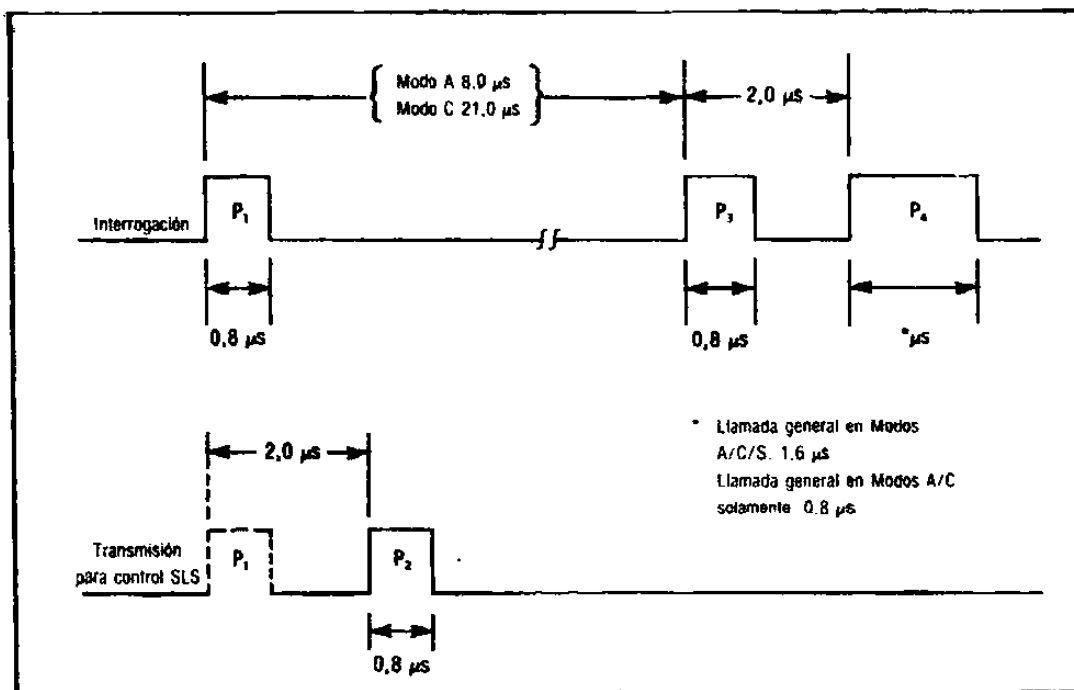 Modo A 8.0 μs
Modo C 21.0 μs
2,0 μs
Interrogación
P₁
P₃
P₄
0,8 μs
0,8 μs
*μs
* Llamada general en Modos
A/C/S. 1.6 μs
Llamada general en Modos A/C
solamente 0.8 μs
2,0 μs
Transmisión
para control SLS
P₁
P₂
0,8 μs